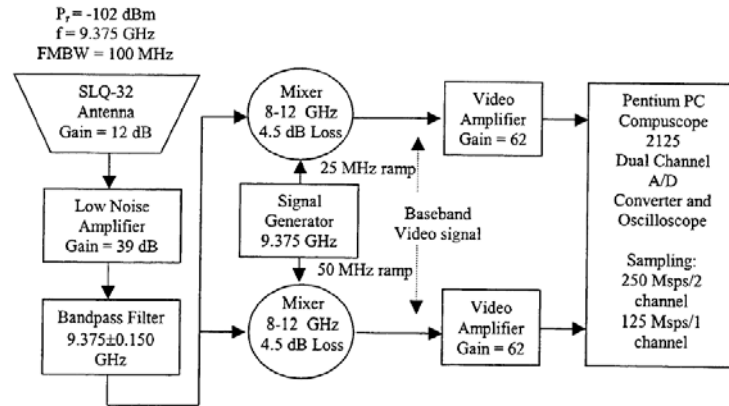 Pr = -102 dBm
f = 9.375 GHz
FMBW = 100 MHz
SLQ-32
Antenna
Gain = 12 dB
Low Noise
Amplifier
Gain = 39 dB
Bandpass Filter
9.375±0.150
GHz
Mixer
8-12 GHz
4.5 dB Loss
25 MHz ramp
Signal
Generator
9.375 GHz
50 MHz ramp
Mixer
8-12 GHz
4.5 dB Loss
Video
Amplifier
Gain = 62
Baseband
Video signal
Video
Amplifier
Gain = 62
Pentium PC
Compuscope
2125
Dual Channel
A/D
Converter and
Oscilloscope
Sampling:
250 Msps/2
channel
125 Msps/1
channel